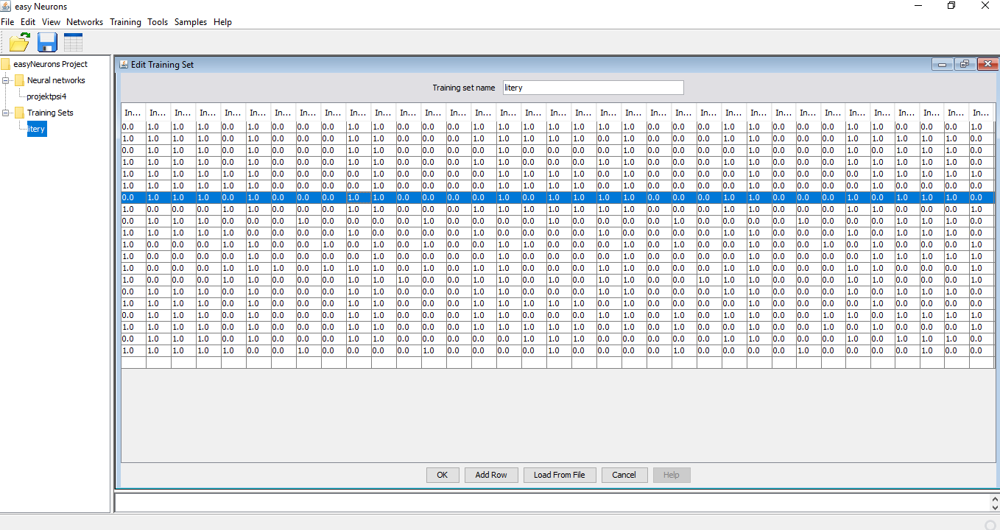 easy Neurons
File Edit View Networks Training Tools Samples Help
easyNeurons Project
Neural networks
projektpsi4
Training Sets
litery
Edit Training Set
Training set name litery
In... In... In... In... In... In... In... In... In... In... In... In... In... In... In... In... In... In... In... In... In... In... In... In... In... In... In... In... In... In... In... In... In... In... In...
0.0 1.0 1.0 1.0 0.0 1.0 0.0 0.0 0.0 1.0 1.0 0.0 0.0 0.0 1.0 1.0 1.0 1.0 1.0 1.0 1.0 0.0 0.0 0.0 1.0 1.0 0.0 0.0 0.0 1.0 1.0 0.0 0.0 0.0 1.0
1.0 1.0 1.0 1.0 0.0 1.0 0.0 0.0 0.0 1.0 1.0 0.0 0.0 0.0 1.0 1.0 1.0 1.0 1.0 0.0 1.0 0.0 0.0 0.0 1.0 1.0 0.0 0.0 0.0 1.0 1.0 1.0 1.0 1.0 0.0
0.0 1.0 1.0 1.0 0.0 1.0 0.0 0.0 0.0 1.0 1.0 0.0 0.0 0.0 0.0 1.0 0.0 0.0 0.0 0.0 1.0 0.0 0.0 0.0 0.0 1.0 0.0 0.0 0.0 1.0 0.0 1.0 1.0 1.0 0.0
1.0 1.0 1.0 1.0 0.0 1.0 0.0 0.0 0.0 1.0 1.0 0.0 0.0 0.0 1.0 1.0 0.0 0.0 0.0 1.0 1.0 0.0 0.0 0.0 1.0 1.0 0.0 0.0 0.0 1.0 1.0 1.0 1.0 1.0 0.0
1.0 1.0 1.0 1.0 1.0 1.0 0.0 0.0 0.0 0.0 1.0 0.0 0.0 0.0 0.0 1.0 1.0 1.0 1.0 0.0 1.0 0.0 0.0 0.0 0.0 1.0 0.0 0.0 0.0 0.0 1.0 1.0 1.0 1.0 1.0
1.0 1.0 1.0 1.0 1.0 1.0 0.0 0.0 0.0 0.0 1.0 0.0 0.0 0.0 0.0 1.0 1.0 1.0 1.0 0.0 1.0 0.0 0.0 0.0 0.0 1.0 0.0 0.0 0.0 0.0 1.0 0.0 0.0 0.0 0.0
0.0 1.0 1.0 1.0 0.0 1.0 0.0 0.0 0.0 1.0 1.0 0.0 0.0 0.0 0.0 1.0 0.0 1.0 1.0 1.0 1.0 0.0 0.0 0.0 1.0 1.0 0.0 0.0 0.0 1.0 0.0 1.0 1.0 1.0 0.0
1.0 0.0 0.0 0.0 1.0 1.0 0.0 0.0 0.0 1.0 1.0 0.0 0.0 0.0 1.0 1.0 1.0 1.0 1.0 1.0 1.0 0.0 0.0 0.0 1.0 1.0 0.0 0.0 0.0 1.0 1.0 0.0 0.0 0.0 1.0
0.0 1.0 1.0 1.0 0.0 0.0 0.0 1.0 0.0 0.0 0.0 0.0 1.0 0.0 0.0 0.0 0.0 1.0 0.0 0.0 0.0 0.0 1.0 0.0 0.0 0.0 0.0 1.0 0.0 0.0 0.0 1.0 1.0 1.0 0.0
1.0 1.0 1.0 1.0 1.0 0.0 0.0 0.0 0.0 1.0 0.0 0.0 0.0 0.0 1.0 0.0 0.0 0.0 0.0 1.0 0.0 0.0 0.0 0.0 1.0 1.0 0.0 0.0 0.0 1.0 0.0 1.0 1.0 1.0 0.0
1.0 0.0 0.0 0.0 1.0 1.0 0.0 0.0 1.0 0.0 1.0 0.0 1.0 0.0 0.0 1.0 1.0 0.0 0.0 0.0 1.0 0.0 1.0 0.0 0.0 1.0 0.0 0.0 1.0 0.0 1.0 0.0 0.0 0.0 1.0
1.0 0.0 0.0 0.0 0.0 1.0 0.0 0.0 0.0 0.0 1.0 0.0 0.0 0.0 0.0 1.0 0.0 0.0 0.0 0.0 1.0 0.0 0.0 0.0 0.0 1.0 0.0 0.0 0.0 0.0 1.0 1.0 1.0 1.0 1.0
1.0 0.0 0.0 0.0 1.0 1.0 1.0 0.0 1.0 1.0 1.0 0.0 1.0 0.0 1.0 1.0 0.0 0.0 0.0 1.0 1.0 0.0 0.0 0.0 1.0 1.0 0.0 0.0 0.0 1.0 1.0 0.0 0.0 0.0 1.0
1.0 0.0 0.0 0.0 1.0 1.0 0.0 0.0 0.0 1.0 1.0 1.0 0.0 0.0 1.0 1.0 0.0 1.0 0.0 1.0 1.0 0.0 0.0 1.0 1.0 1.0 0.0 0.0 0.0 1.0 1.0 0.0 0.0 0.0 1.0
0.0 1.0 1.0 1.0 0.0 1.0 0.0 0.0 0.0 1.0 1.0 0.0 0.0 0.0 1.0 1.0 0.0 0.0 0.0 1.0 1.0 0.0 0.0 0.0 1.0 1.0 0.0 0.0 0.0 1.0 0.0 1.0 1.0 1.0 0.0
1.0 1.0 1.0 1.0 0.0 1.0 0.0 0.0 0.0 1.0 1.0 0.0 0.0 0.0 1.0 1.0 1.0 1.0 1.0 0.0 1.0 0.0 0.0 0.0 0.0 1.0 0.0 0.0 0.0 0.0 1.0 0.0 0.0 0.0 0.0
0.0 1.0 1.0 1.0 0.0 1.0 0.0 0.0 0.0 1.0 1.0 0.0 0.0 0.0 1.0 1.0 0.0 0.0 0.0 1.0 1.0 0.0 1.0 0.0 1.0 1.0 0.0 0.0 1.0 1.0 0.0 1.0 1.0 0.0 1.0
1.0 1.0 1.0 1.0 0.0 1.0 0.0 0.0 0.0 1.0 1.0 0.0 0.0 0.0 1.0 1.0 1.0 1.0 1.0 0.0 1.0 0.0 1.0 0.0 0.0 1.0 0.0 0.0 1.0 0.0 1.0 0.0 0.0 0.0 1.0
0.0 1.0 1.0 1.0 0.0 1.0 0.0 0.0 0.0 1.0 1.0 0.0 0.0 0.0 0.0 0.0 1.0 1.0 1.0 0.0 0.0 0.0 0.0 0.0 1.0 1.0 0.0 0.0 0.0 1.0 0.0 1.0 1.0 1.0 0.0
1.0 1.0 1.0 1.0 1.0 0.0 0.0 1.0 0.0 0.0 0.0 0.0 1.0 0.0 0.0 0.0 0.0 1.0 0.0 0.0 0.0 0.0 1.0 0.0 0.0 0.0 0.0 1.0 0.0 0.0 0.0 0.0 1.0 0.0 0.0
OK Add Row Load From File Cancel Help